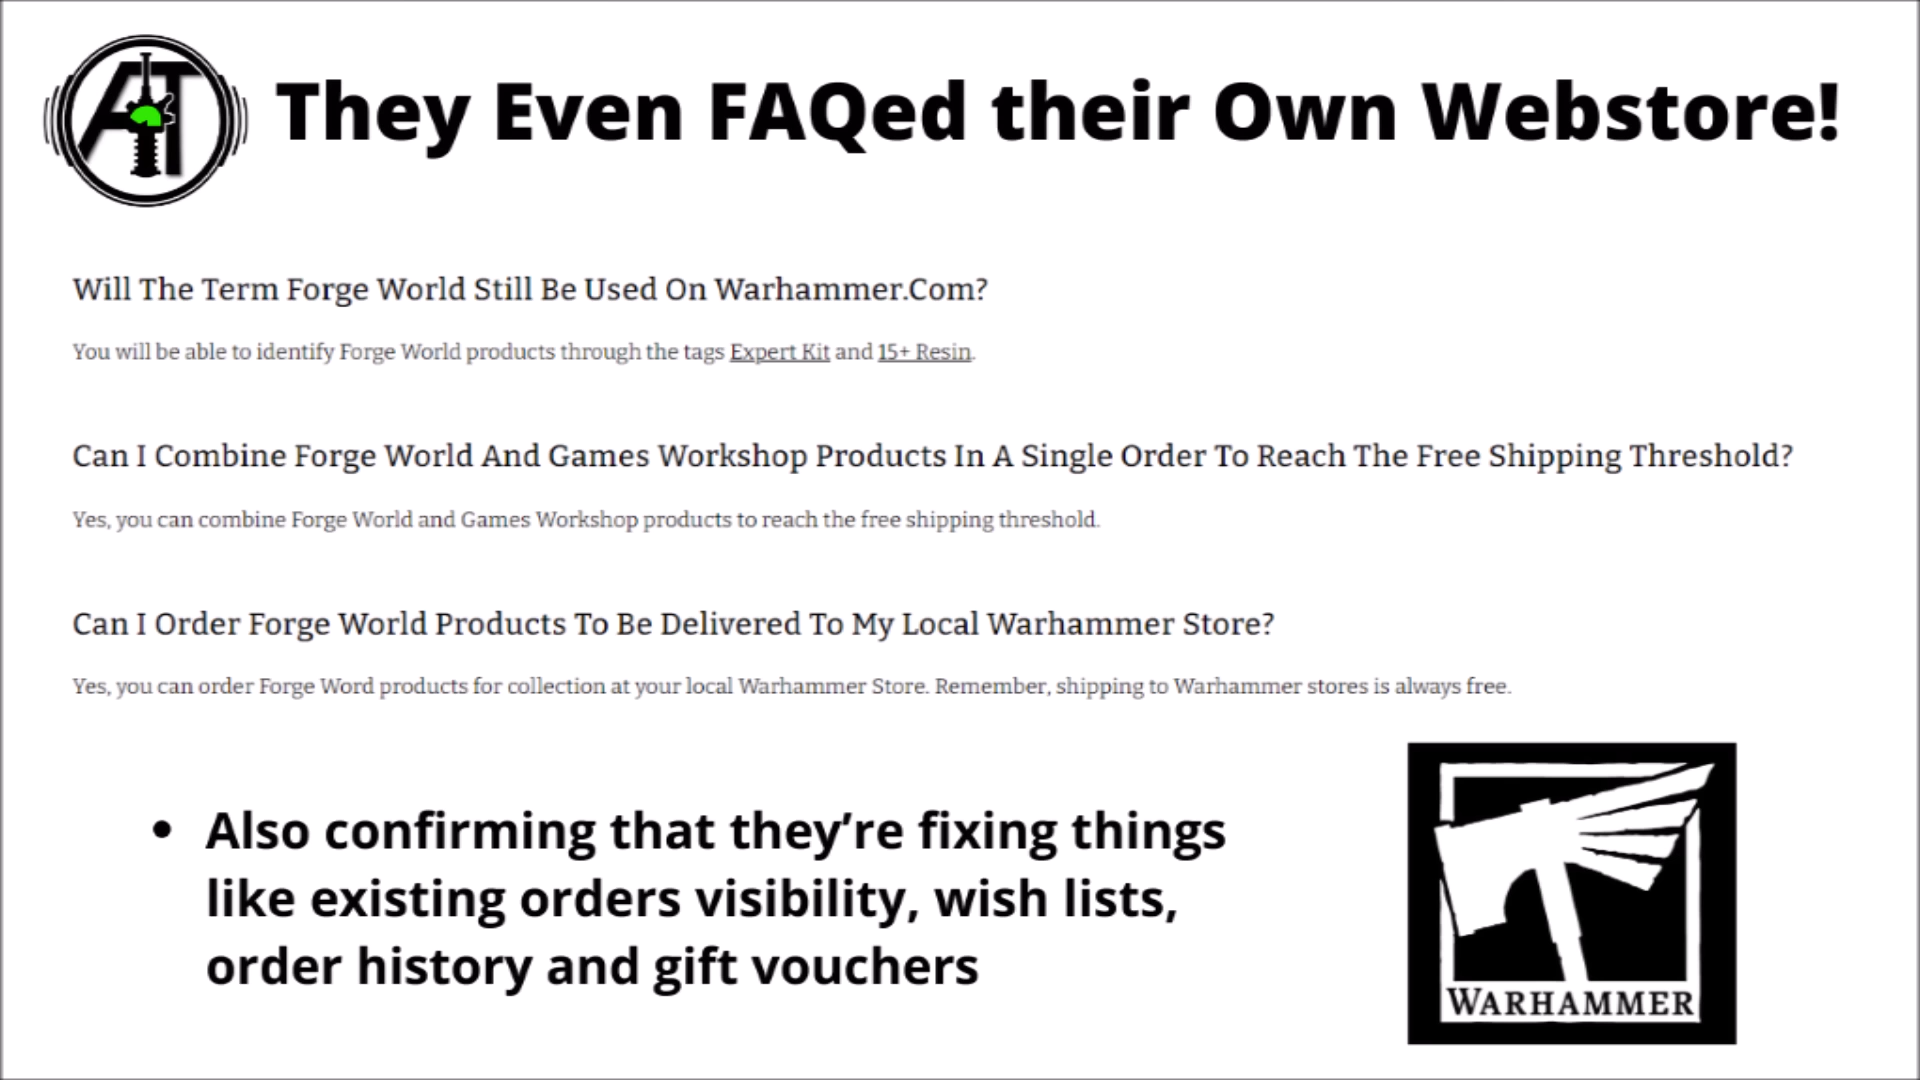 AT
They Even FAQed their Own Webstore!
Will The Term Forge World Still Be Used On Warhammer.Com?
You will be able to identify Forge World products through the tags Expert Kit and 15+ Resin.
Can I Combine Forge World And Games Workshop Products In A Single Order To Reach The Free Shipping Threshold?
Yes, you can combine Forge World and Games Workshop products to reach the free shipping threshold.
Can I Order Forge World Products To Be Delivered To My Local Warhammer Store?
Yes, you can order Forge Word products for collection at your local Warhammer Store. Remember, shipping to Warhammer stores is always free.
• Also confirming that they’re fixing things
like existing orders visibility, wish lists,
order history and gift vouchers
WARHAMMER